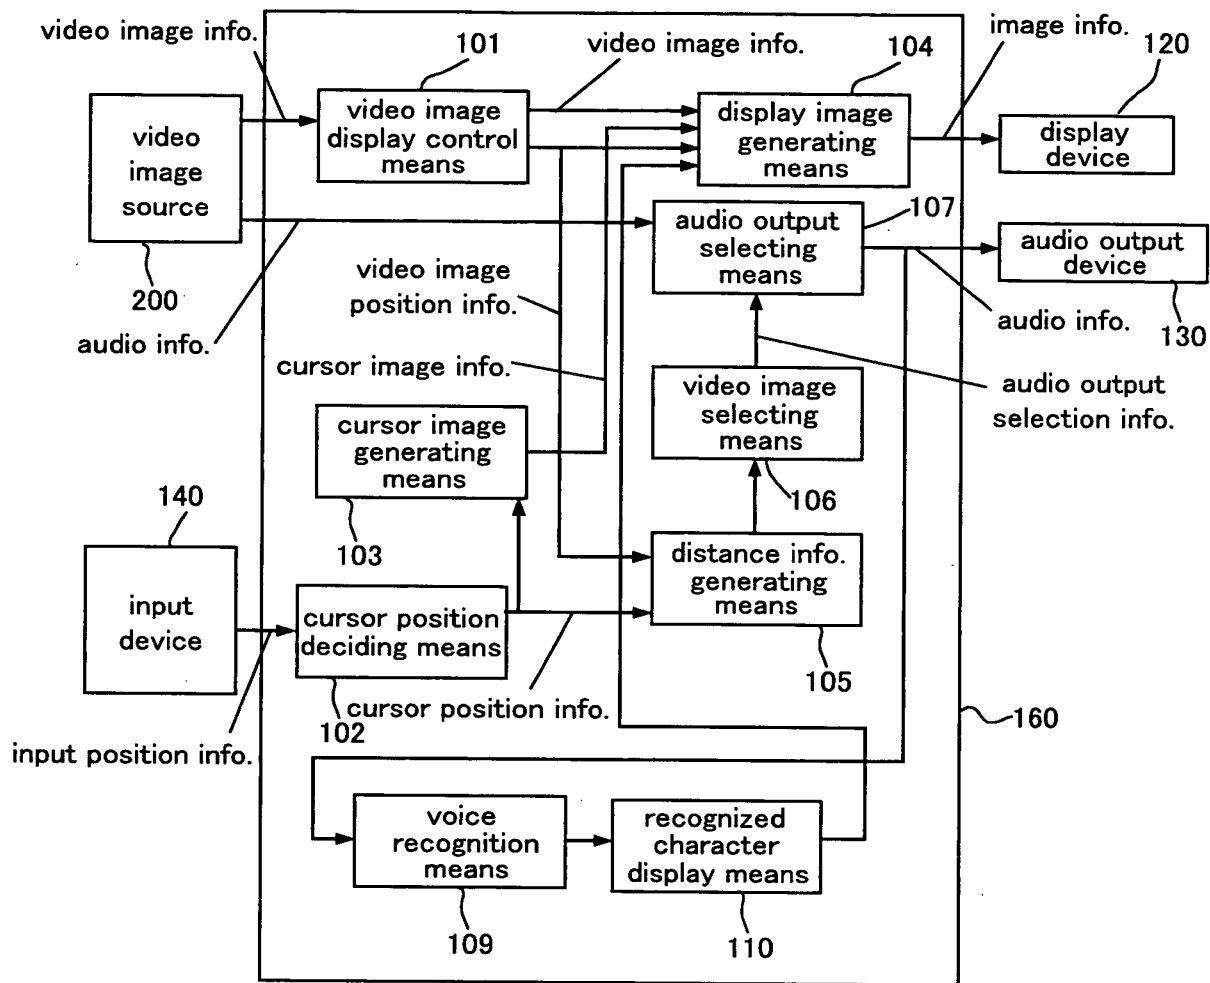 video image info.
101
video image info.
104
image info.
120
video
image
source
video image
display control
means
display image
generating
means
display
device
200
audio info.
audio output
selecting
means
107
audio output
device
130
video image
position info.
audio info.
cursor image info.
video image
selecting
means
audio output
selection info.
106
cursor image
generating
means
103
140
input
device
distance info.
generating
means
105
cursor position
deciding means
102
cursor position info.
input position info.
160
voice
recognition
means
109
recognized
character
display means
110